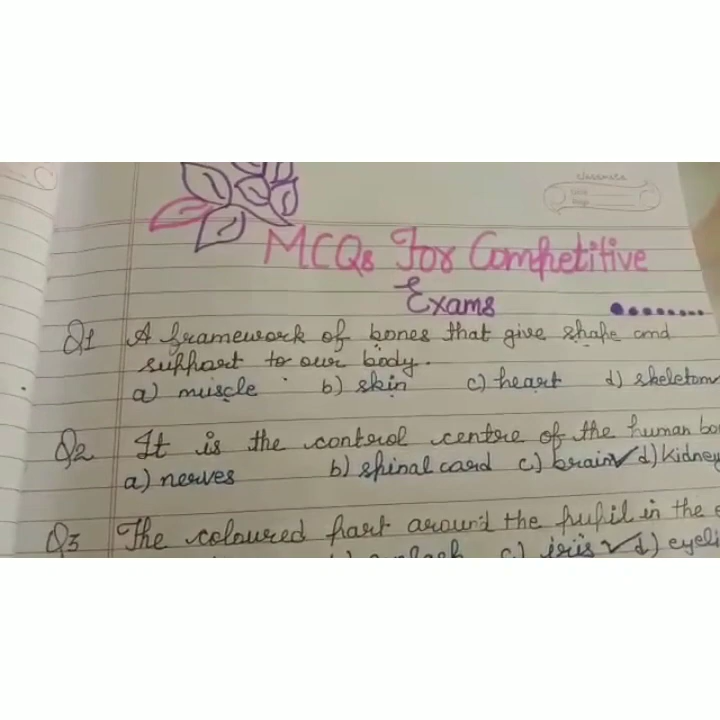 classmate
MCQs For Competitive
Exams
Q1 A framework of bones that give shape and
support to our body.
a) muscle b) skin c) heart d) skeleton
Q2 It is the control centre of the human
a) nerves b) spinal card c) brain✓ d) kidney
Q3 The coloured part around the pupil in the
c) iris ✓ d)